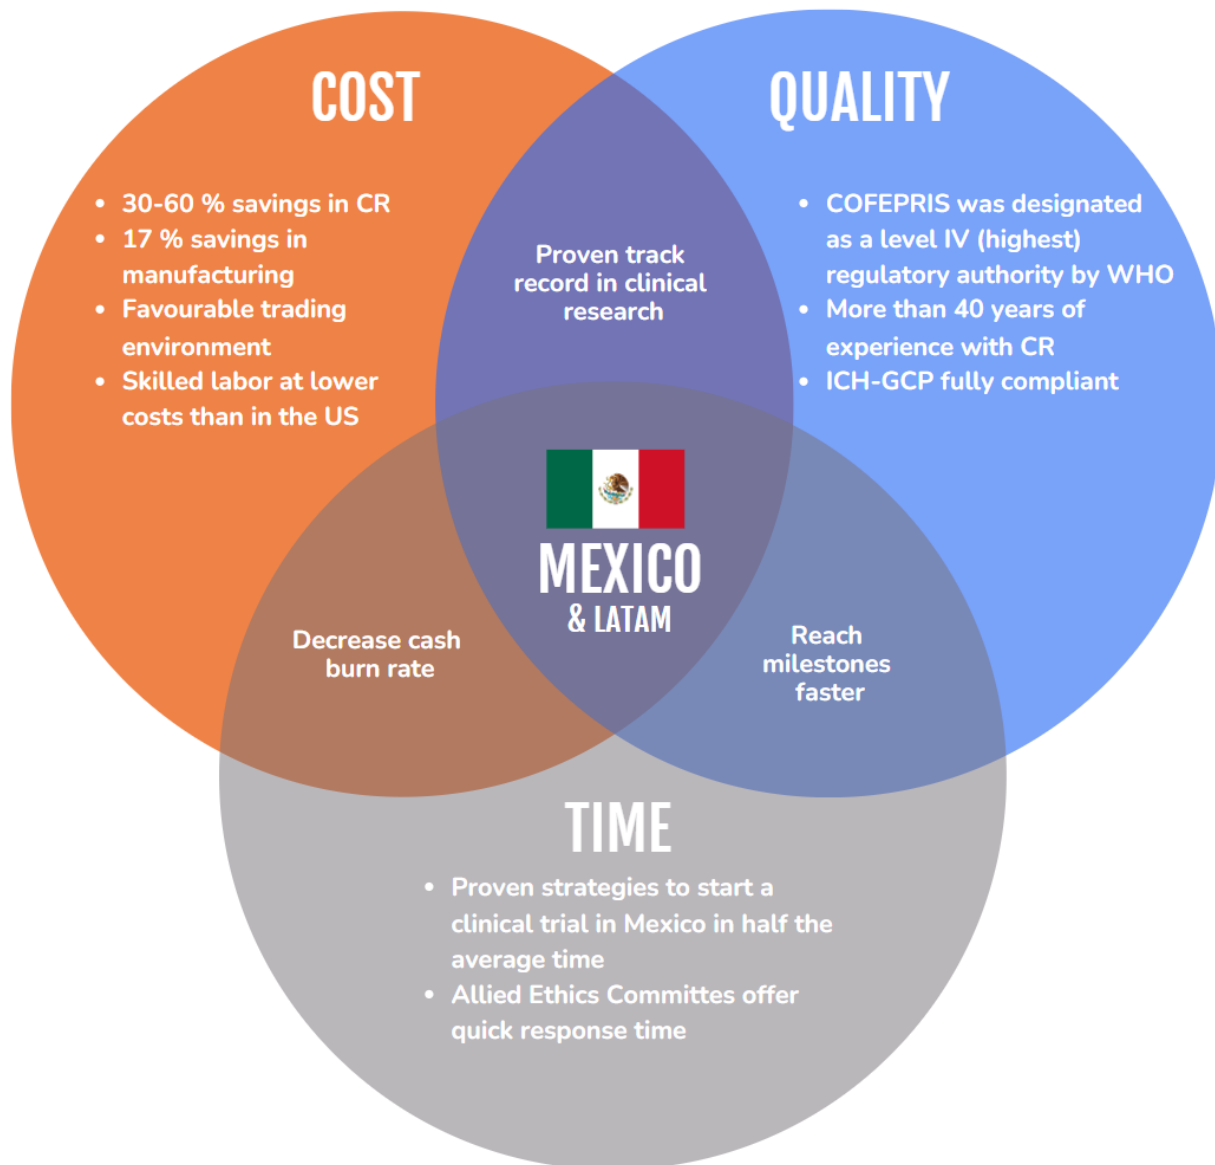 COST
• 30-60 % savings in CR
• 17 % savings in
manufacturing
• Favourable trading
environment
• Skilled labor at lower
costs than in the US
Proven track
record in clinical
research
QUALITY
• COFEPRIS was designated
as a level IV (highest)
regulatory authority by WHO
• More than 40 years of
experience with CR
• ICH-GCP fully compliant
MEXICO
& LATAM
Decrease cash
burn rate
Reach
milestones
faster
TIME
• Proven strategies to start a
clinical trial in Mexico in half the
average time
• Allied Ethics Committes offer
quick response time